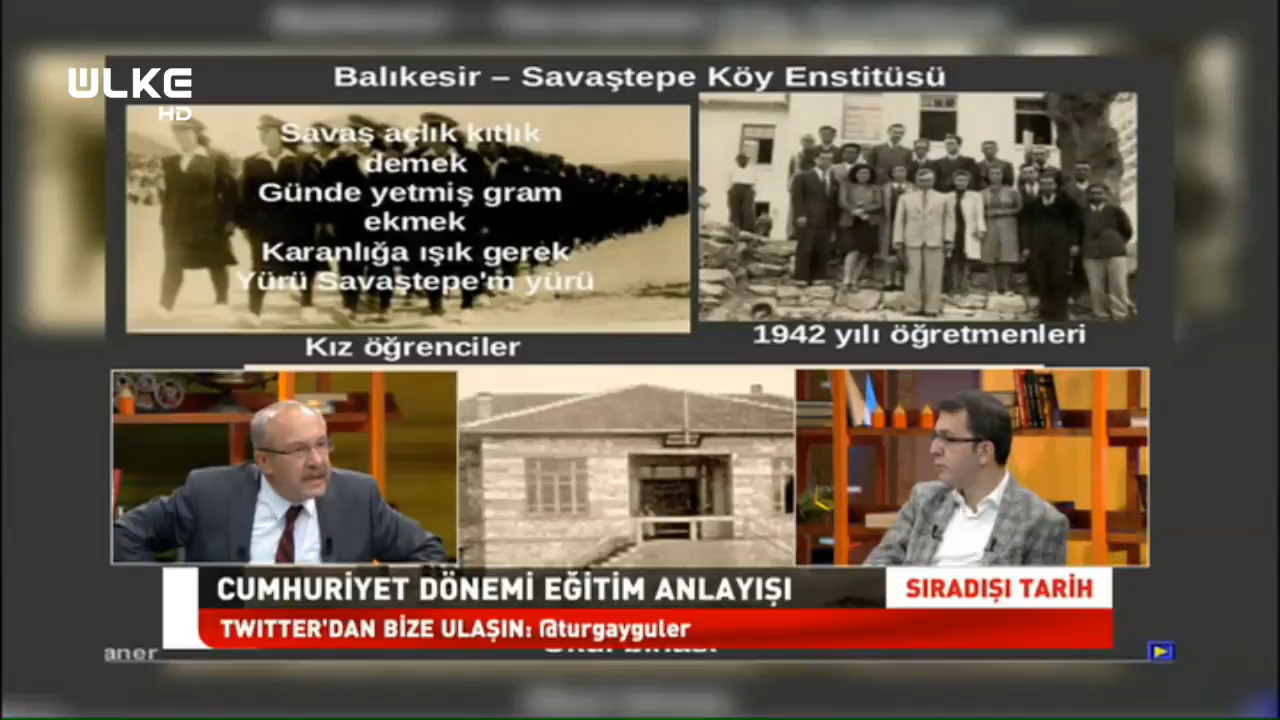 ÜLKE
HD
Balıkesir – Savaştepe Köy Enstitüsü
Savaş açlık kıtlık
demek
Günde yetmiş gram
ekmek
Karanlığa ışık gerek
Yürü Savaştepe'm yürü
Kız öğrenciler
1942 yılı öğretmenleri
CUMHURİYET DÖNEMİ EĞİTİM ANLAYIŞI
SIRADIŞI TARİH
TWITTER'DAN BİZE ULAŞIN: @turgayguler
aner